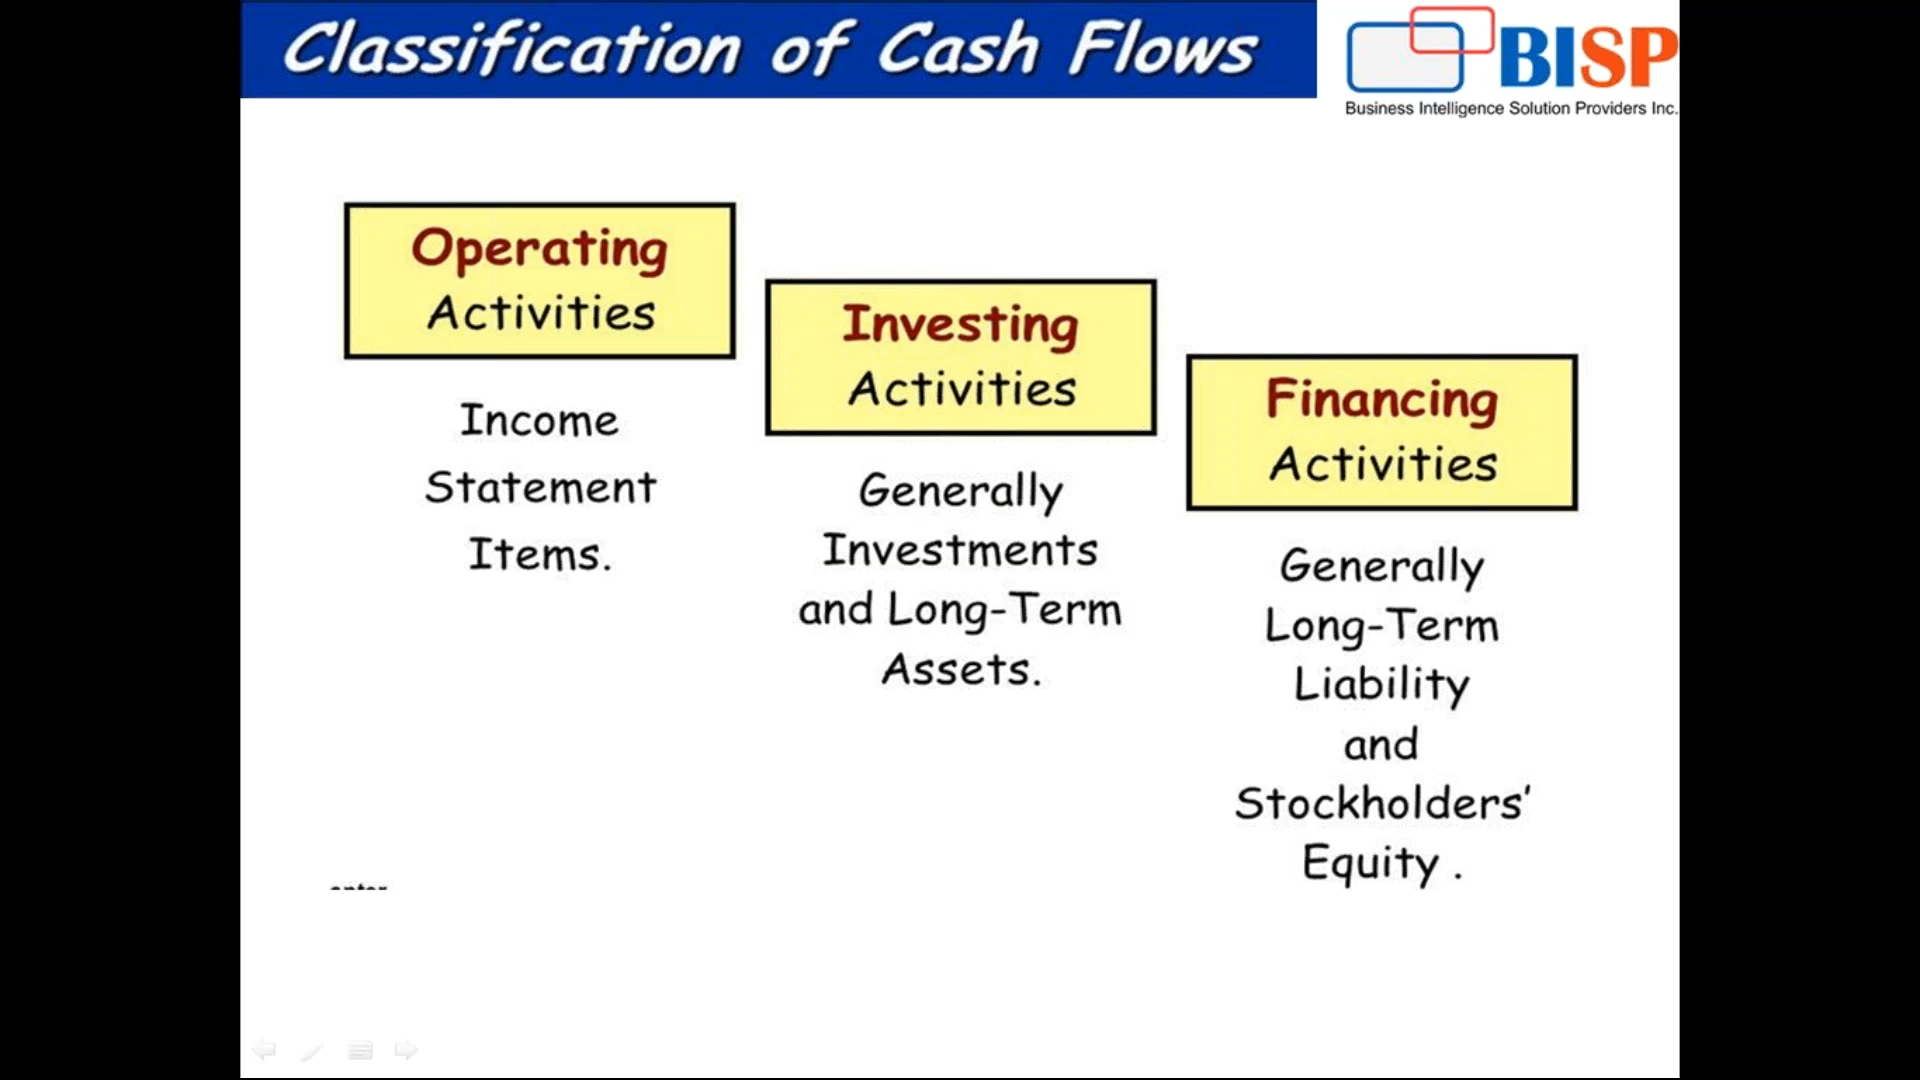 Classification of Cash Flows
BISP
Business Intelligence Solution Providers Inc.
Operating
Activities
Income
Statement
Items.
Investing
Activities
Generally
Investments
and Long-Term
Assets.
Financing
Activities
Generally
Long-Term
Liability
and
Stockholders’
Equity .